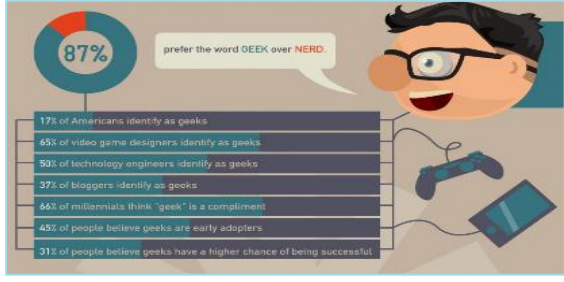 87%
prefer the word GEEK over NERD.
17% of Americans identify as geeks
65% of video game designers identify as geeks
50% of technology engineers identify as geeks
37% of bloggers identify as geeks
66% of millennials think "geek" is a compliment
45% of people believe geeks are early adopters
31% of people believe geeks have a higher chance of being successful